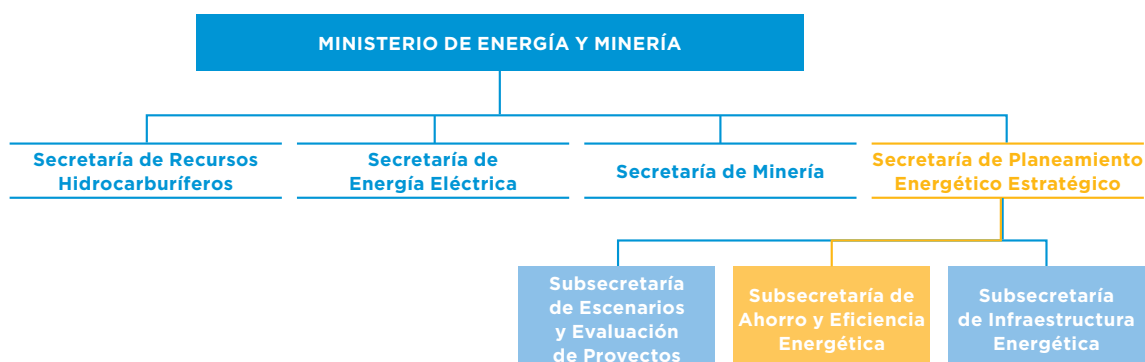 MINISTERIO DE ENERGÍA Y MINERÍA
Secretaría de Recursos
Hidrocarburíferos
Secretaría de
Energía Eléctrica
Secretaría de Minería
Secretaría de Planeamiento
Energético Estratégico
Subsecretaría
de Escenarios
y Evaluación
de Proyectos
Subsecretaría de
Ahorro y Eficiencia
Energética
Subsecretaría
de Infraestructura
Energética